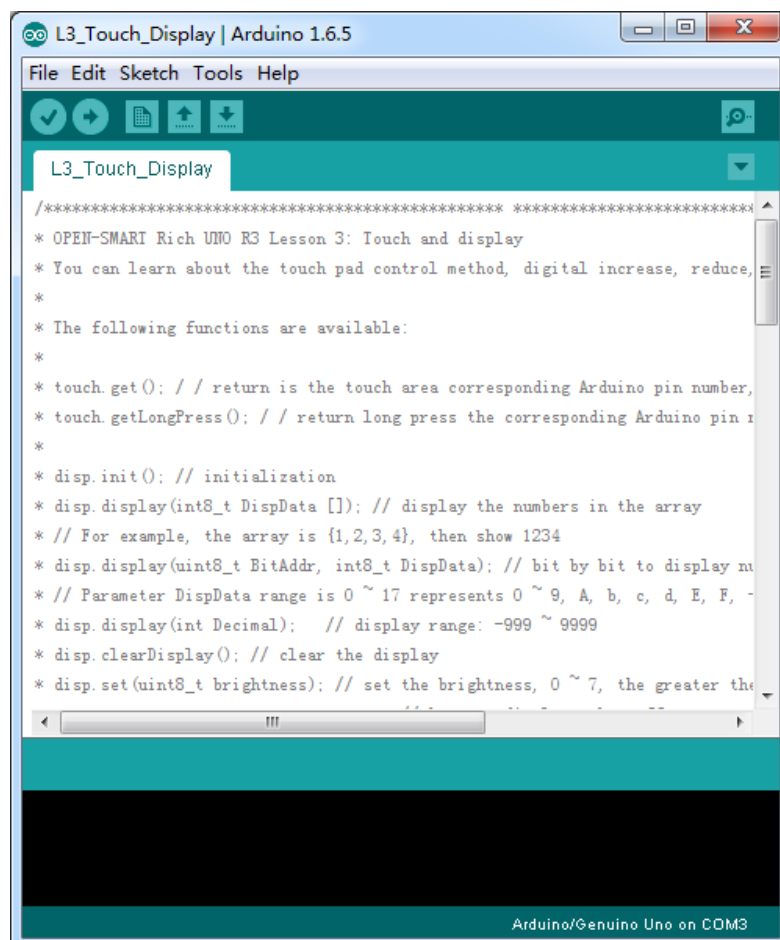 L3_Touch_Display | Arduino 1.6.5
File Edit Sketch Tools Help
L3_Touch_Display
/************************************************* **************************
* OPEN-SMART Rich UNO R3 Lesson 3: Touch and display
* You can learn about the touch pad control method, digital increase, reduce,
*
* The following functions are available:
*
* touch.get(); / / return is the touch area corresponding Arduino pin number,
* touch.getLongPress(); / / return long press the corresponding Arduino pin
*
* disp.init(); // initialization
* disp.display(int8_t DispData []); // display the numbers in the array
* // For example, the array is {1,2,3,4}, then show 1234
* disp.display(uint8_t BitAddr, int8_t DispData); // bit by bit to display
* // Parameter DispData range is 0 ~ 17 represents 0 ~ 9, A, b, c, d, E, F, -
* disp.display(int Decimal); // display range: -999 ~ 9999
* disp.clearDisplay(); // clear the display
* disp.set(uint8_t brightness); // set the brightness, 0 ~ 7, the greater the
Arduino/Genuino Uno on COM3